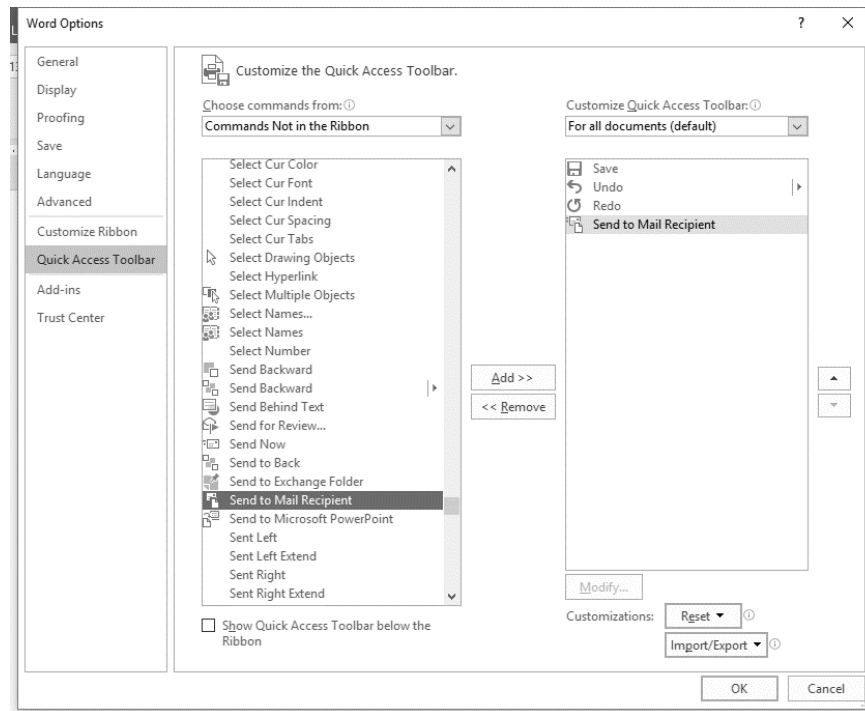 Word Options
?
General
Display
Proofing
Save
Language
Advanced
Customize Ribbon
Quick Access Toolbar
Add-ins
Trust Center
Customize the Quick Access Toolbar.
Choose commands from:
Commands Not in the Ribbon
Select Cur Color
Select Cur Font
Select Cur Indent
Select Cur Spacing
Select Cur Tabs
Select Drawing Objects
Select Hyperlink
Select Multiple Objects
Select Names...
Select Names
Select Number
Send Backward
Send Backward
Send Behind Text
Send for Review...
Send Now
Send to Back
Send to Exchange Folder
Send to Mail Recipient
Send to Microsoft PowerPoint
Sent Left
Sent Left Extend
Sent Right
Sent Right Extend
Show Quick Access Toolbar below the
Ribbon
Add >>
<< Remove
Customize Quick Access Toolbar:
For all documents (default)
Save
Undo
Redo
Send to Mail Recipient
Modify...
Customizations:
Reset
Import/Export
OK
Cancel